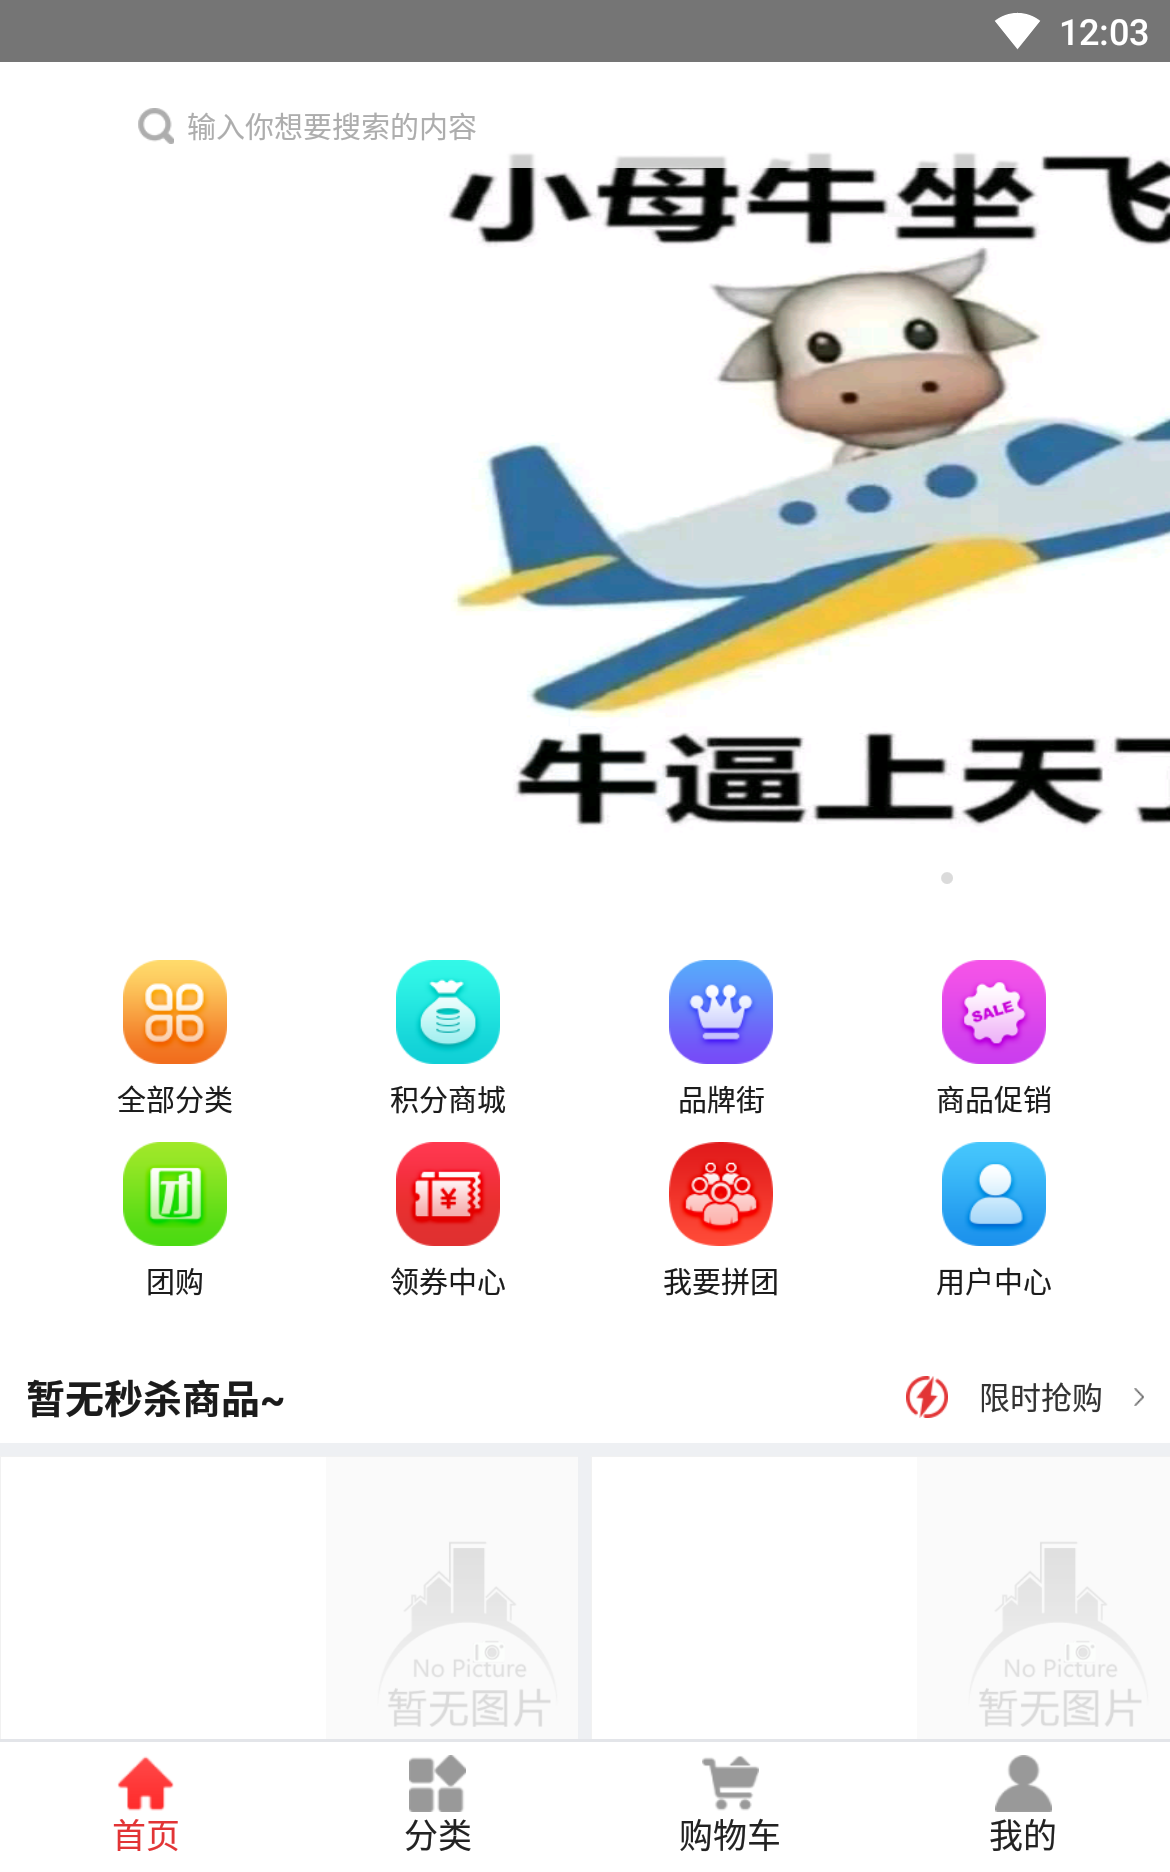 12:03
输入你想要搜索的内容
小母牛坐飞
牛逼上天了
全部分类
积分商城
品牌街
商品促销
SALE
团
¥
团购
领券中心
我要拼团
用户中心
暂无秒杀商品~
限时抢购
No Picture
暂无图片
No Picture
暂无图片
首页
分类
购物车
我的